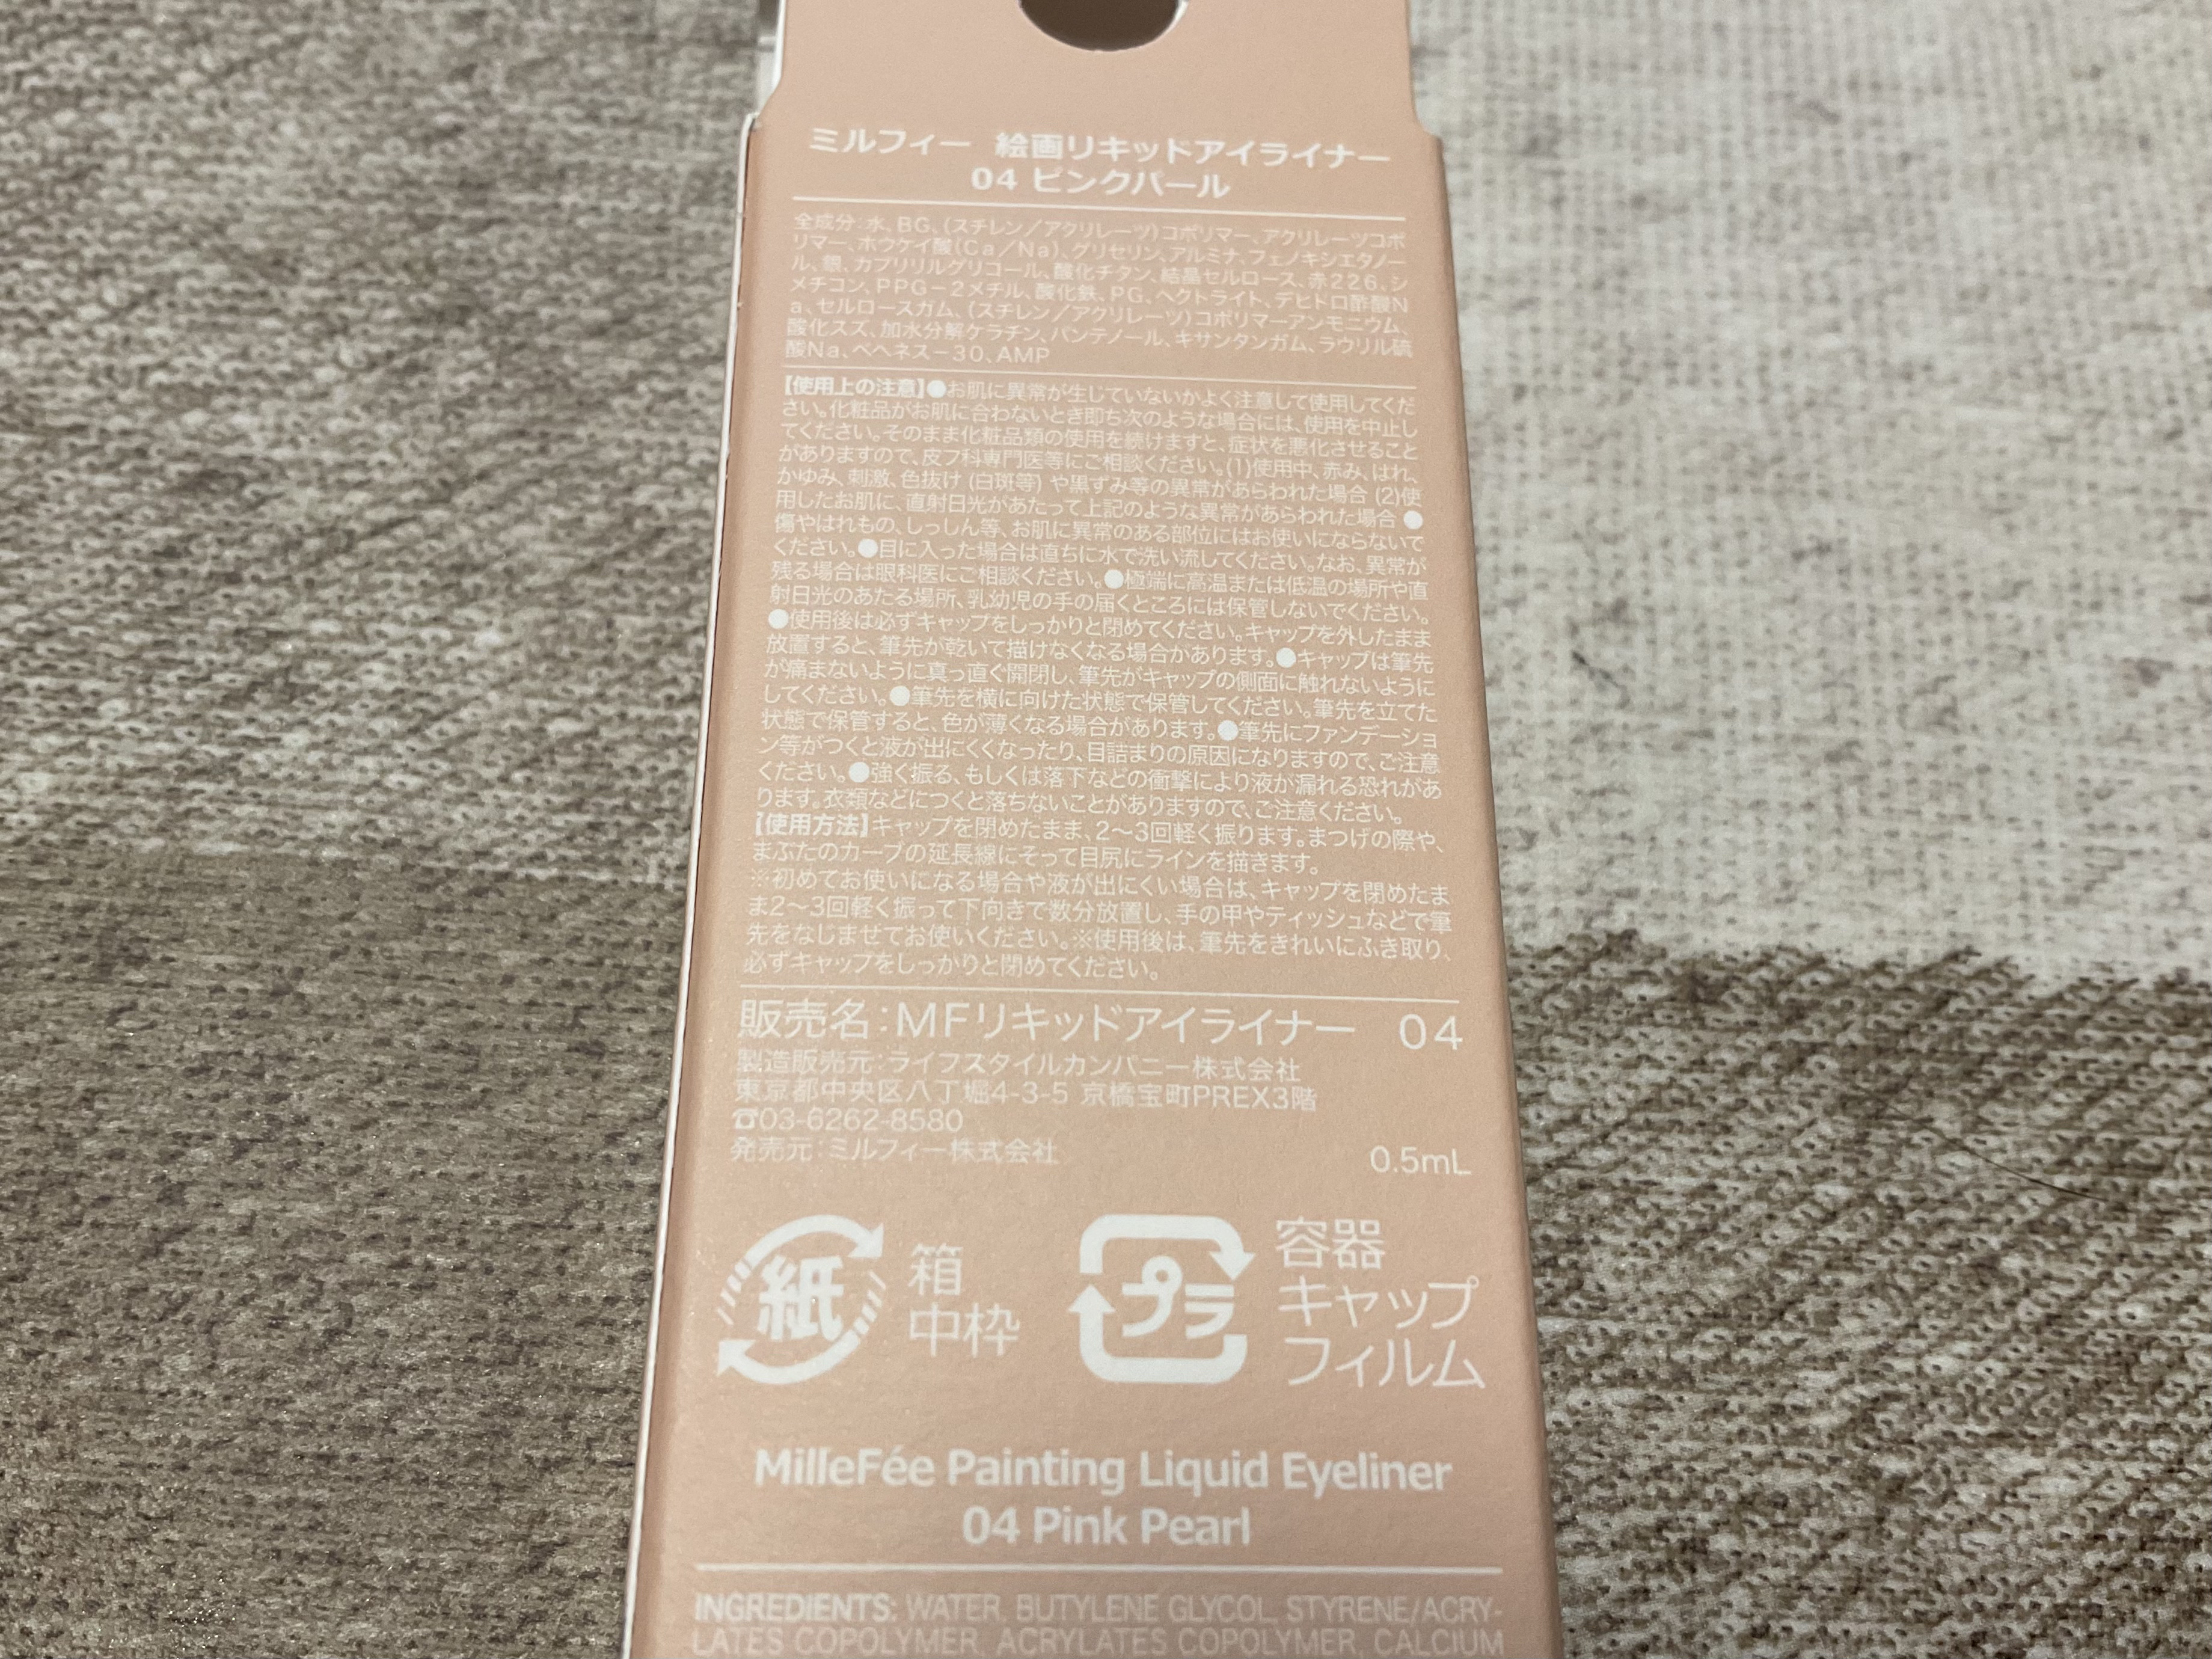 ミルフィー 絵画リキッドアイライナー
04 ピンクパール
全成分:水、BG、(スチレン／アクリレーツ)コポリマー、アクリレーツコポ
リマー、ホウケイ酸(Ca／Na)、グリセリン、アルミナ、フェノキシエタノー
ル、銀、カプリリルグリコール、酸化チタン、結晶セルロース、赤226、シ
メチコン、PPG－2メチル、酸化鉄、PG、ヘクトライト、デヒドロ酢酸N
a、セルロースガム、(スチレン／アクリレーツ)コポリマーアンモニウム、
酸化スズ、加水分解ケラチン、パンテノール、キサンタンガム、ラウリル硫
酸Na、ベヘネス－30、AMP
【使用上の注意】●お肌に異常が生じていないかよく注意して使用してくだ
さい。化粧品がお肌に合わないとき即ち次のような場合には、使用を中止し
てください。そのまま化粧品類の使用を続けますと、症状を悪化させること
がありますので、皮フ科専門医等にご相談ください。(1)使用中、赤み、はれ、
かゆみ、刺激、色抜け (白斑等) や黒ずみ等の異常があらわれた場合 (2)使
用したお肌に、直射日光があたって上記のような異常があらわれた場合 ●
傷やはれもの、しっしん等、お肌に異常のある部位にはお使いにならないで
ください。●目に入った場合は直ちに水で洗い流してください。なお、異常が
残る場合は眼科医にご相談ください。●極端に高温または低温の場所や直
射日光のあたる場所、乳幼児の手の届くところには保管しないでください。
●使用後は必ずキャップをしっかりと閉めてください。キャップを外したまま
放置すると、筆先が乾いて描けなくなる場合があります。●キャップは筆先
が痛まないように真っ直ぐ開閉し、筆先がキャップの側面に触れないように
してください。●筆先を横に向けた状態で保管してください。筆先を立てた
状態で保管すると、色が薄くなる場合があります。●筆先にファンデーショ
ン等がつくと液が出にくくなったり、目詰まりの原因になりますので、ご注意
ください。●強く振る、もしくは落下などの衝撃により液が漏れる恐れがあ
ります。衣類などにつくと落ちないことがありますので、ご注意ください。
【使用方法】キャップを閉めたまま、2〜3回軽く振ります。まつげの際や、
まぶたのカーブの延長線にそって目尻にラインを描きます。
※初めてお使いになる場合や液が出にくい場合は、キャップを閉めたま
ま2〜3回軽く振って下向きで数分放置し、手の甲やティッシュなどで筆
先をなじませてお使いください。※使用後は、筆先をきれいにふき取り、
必ずキャップをしっかりと閉めてください。
販売名:MFリキッドアイライナー 04
製造販売元:ライフスタイルカンパニー株式会社
東京都中央区八丁堀4-3-5 京橋宝町PREX3階
☎03-6262-8580
発売元:ミルフィー株式会社
0.5mL
紙
箱
中枠
プラ
容器
キャップ
フィルム
MilleFée Painting Liquid Eyeliner
04 Pink Pearl
INGREDIENTS: WATER, BUTYLENE GLYCOL, STYRENE/ACRY-
LATES COPOLYMER, ACRYLATES COPOLYMER, CALCIUM